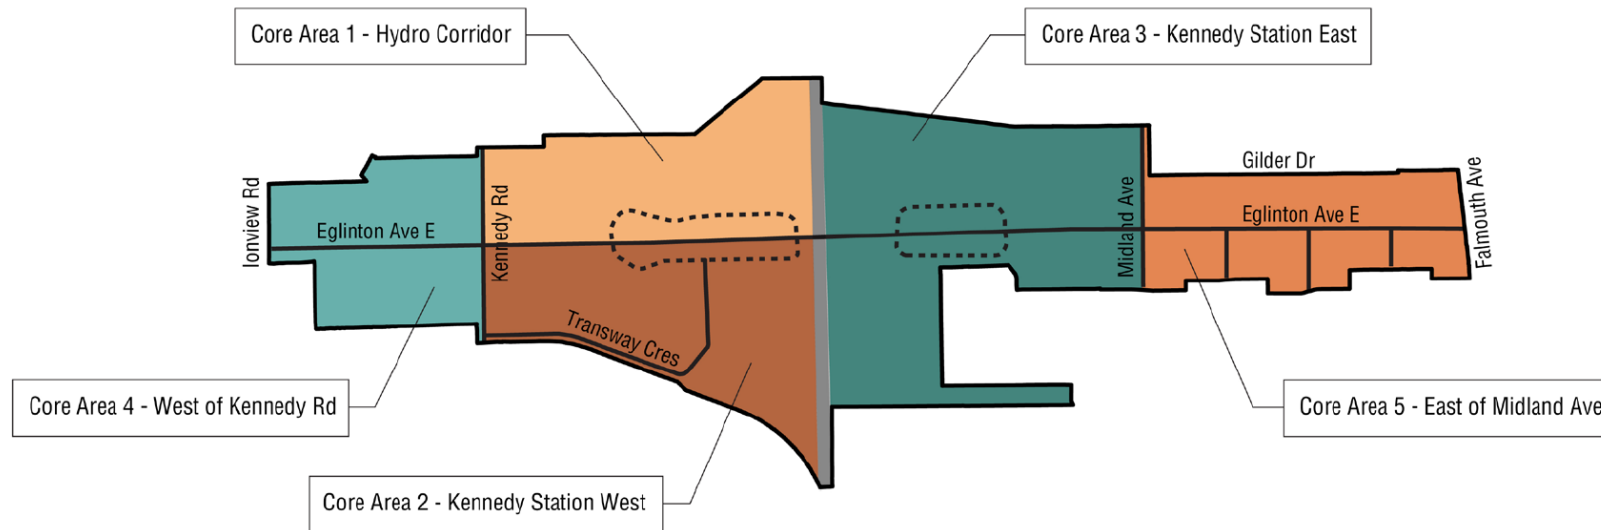 Core Area 1 - Hydro Corridor
Core Area 3 - Kennedy Station East
Ionview Rd
Eglinton Ave E
Kennedy Rd
Transway Cres
Midland Ave
Gilder Dr
Eglinton Ave E
Falmouth Ave
Core Area 4 - West of Kennedy Rd
Core Area 5 - East of Midland Ave
Core Area 2 - Kennedy Station West